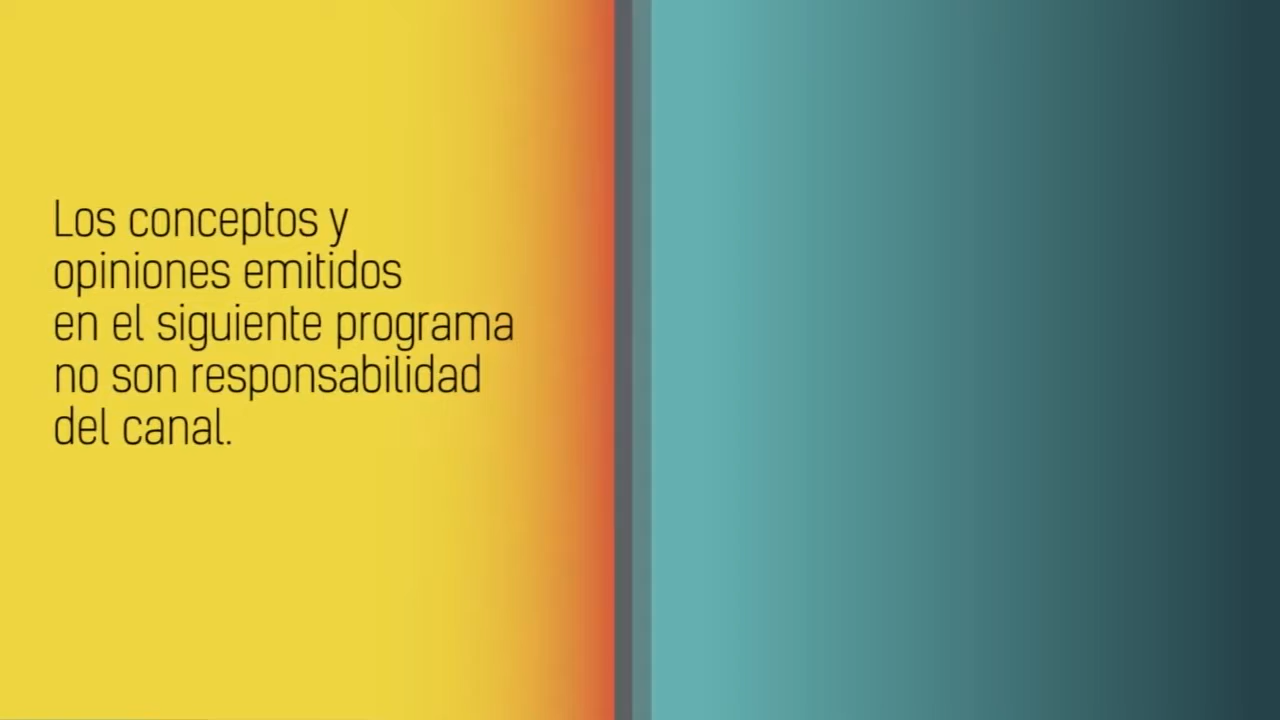 Los conceptos y
opiniones emitidos
en el siguiente programa
no son responsabilidad
del canal.